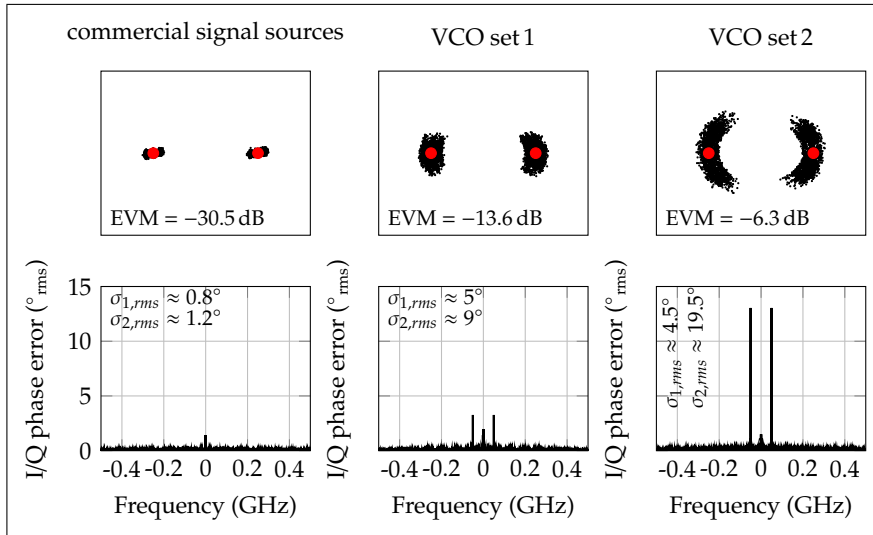 commercial signal sources
VCO set 1
VCO set 2
EVM = −30.5 dB
EVM = −13.6 dB
EVM = −6.3 dB
I/Q phase error (°rms)
15
10
5
0
σ1,rms ≈ 0.8°
σ2,rms ≈ 1.2°
-0.4 -0.2 0 0.2 0.4
Frequency (GHz)
I/Q phase error (°rms)
σ1,rms ≈ 5°
σ2,rms ≈ 9°
-0.4 -0.2 0 0.2 0.4
Frequency (GHz)
I/Q phase error (°rms)
σ1,rms ≈ 4.5°
σ2,rms ≈ 19.5°
-0.4 -0.2 0 0.2 0.4
Frequency (GHz)